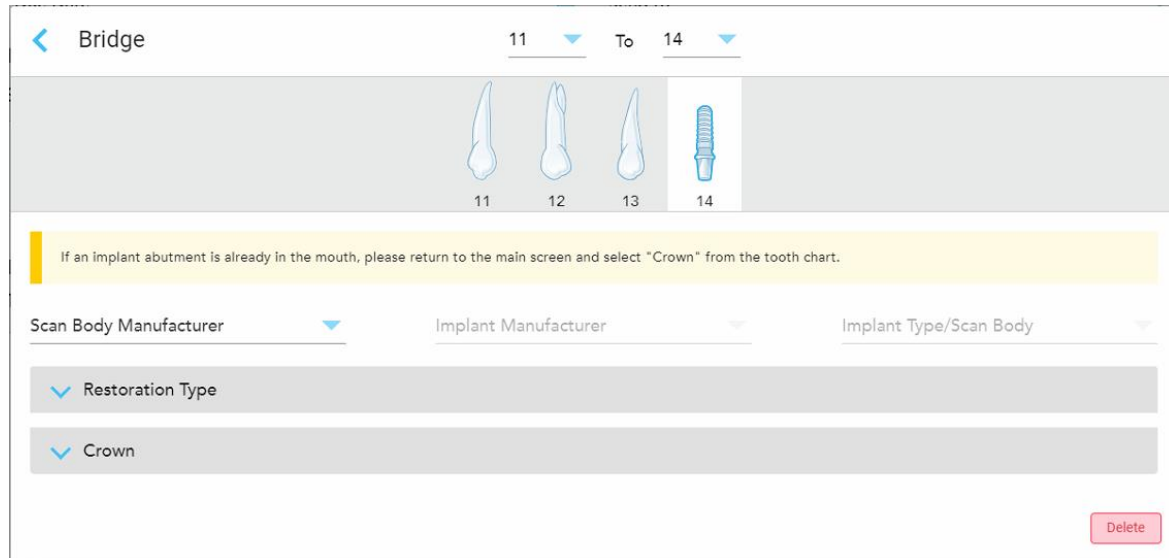 Bridge
11 To 14
11 12 13 14
If an implant abutment is already in the mouth, please return to the main screen and select "Crown" from the tooth chart.
Scan Body Manufacturer Implant Manufacturer Implant Type/Scan Body
Restoration Type
Crown
Delete